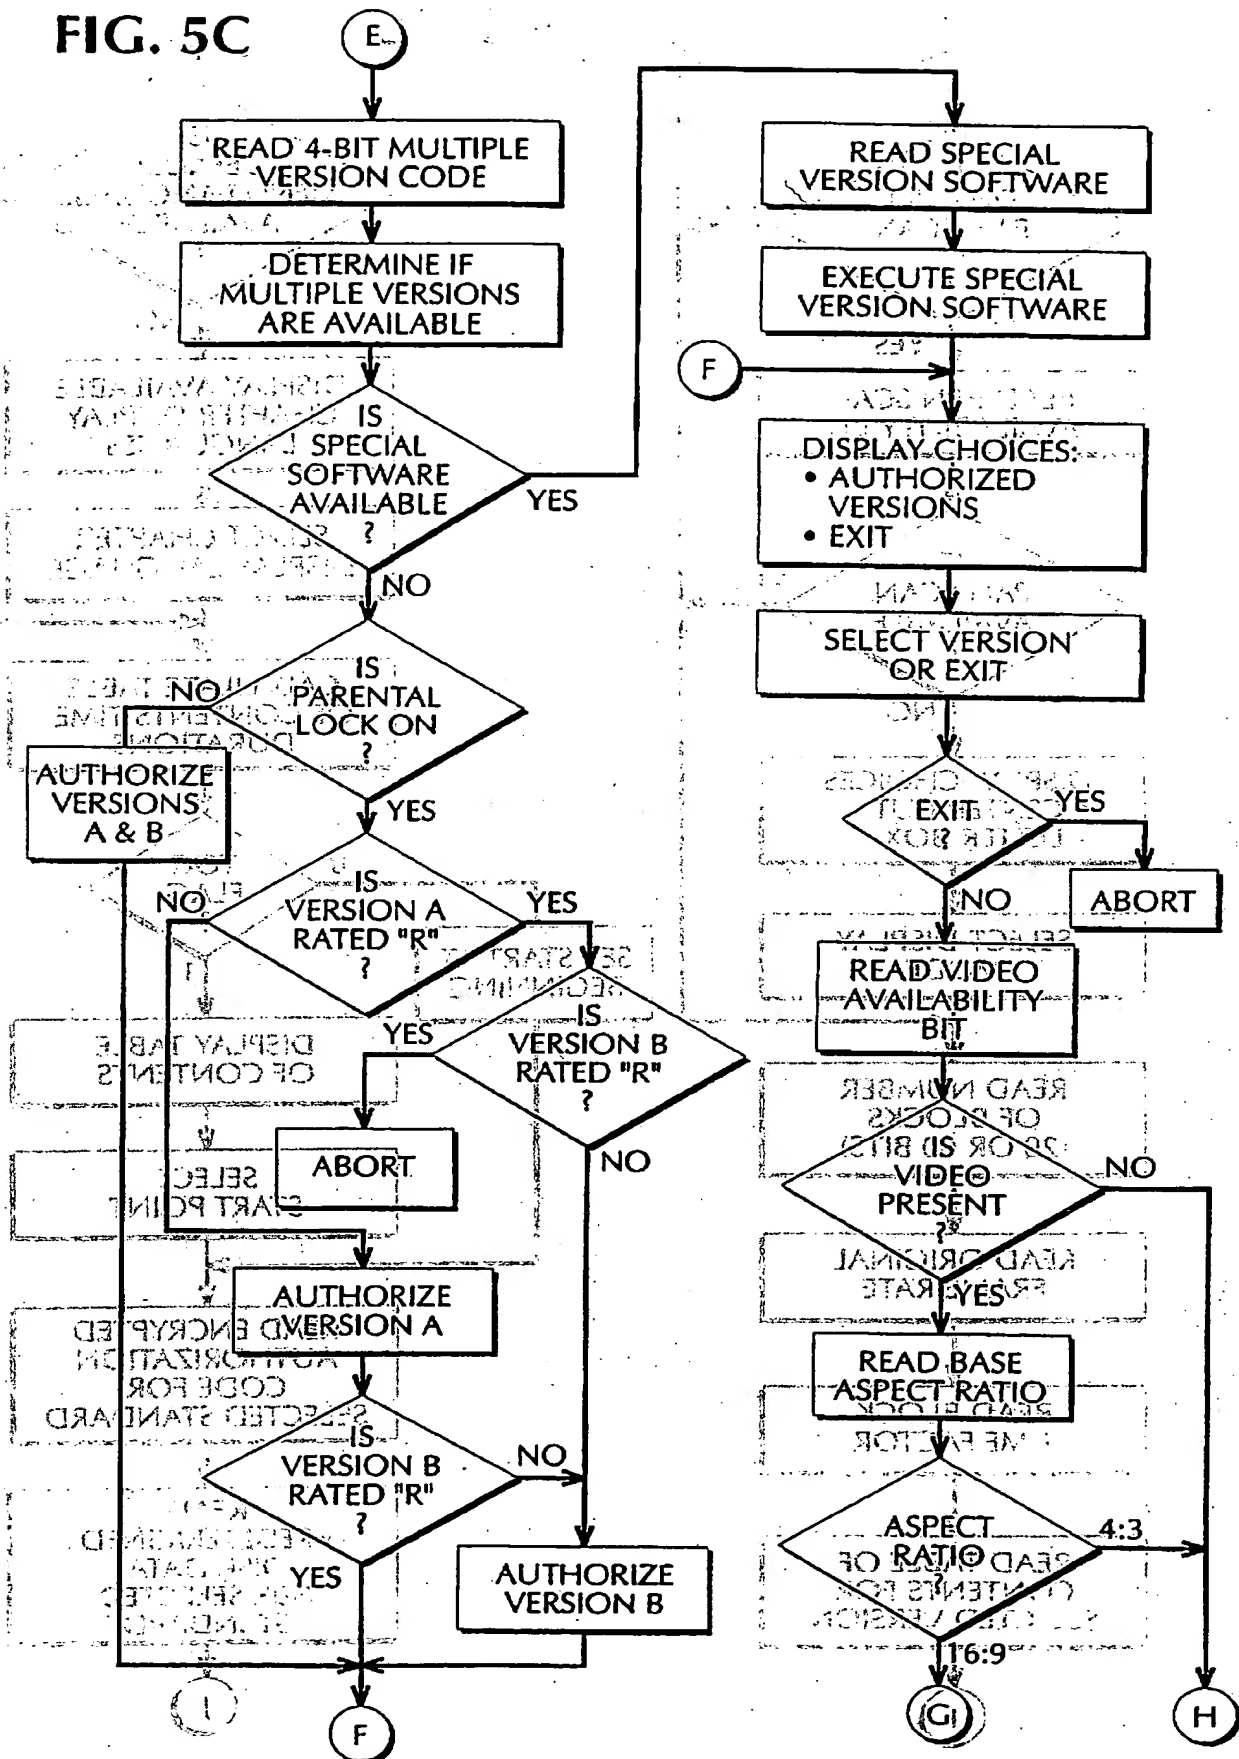 FIG. 5C
E
READ 4-BIT MULTIPLE
VERSION CODE
DETERMINE IF
MULTIPLE VERSIONS
ARE AVAILABLE
IS
SPECIAL
SOFTWARE
AVAILABLE
?
YES
NO
IS
PARENTAL
LOCK ON
?
NO
YES
AUTHORIZE
VERSIONS
A & B
IS
VERSION A
RATED "R"
?
NO
YES
IS
VERSION B
RATED "R"
?
YES
NO
ABORT
AUTHORIZE
VERSION A
IS
VERSION B
RATED "R"
?
NO
YES
AUTHORIZE
VERSION B
F
READ SPECIAL
VERSION SOFTWARE
EXECUTE SPECIAL
VERSION SOFTWARE
F
DISPLAY CHOICES:
• AUTHORIZED
VERSIONS
• EXIT
SELECT VERSION
OR EXIT
EXIT
?
YES
NO
ABORT
READ VIDEO
AVAILABILITY
BIT
IS
VIDEO
PRESENT
?
NO
YES
READ BASE
ASPECT RATIO
ASPECT
RATIO
?
4:3
16:9
G
H